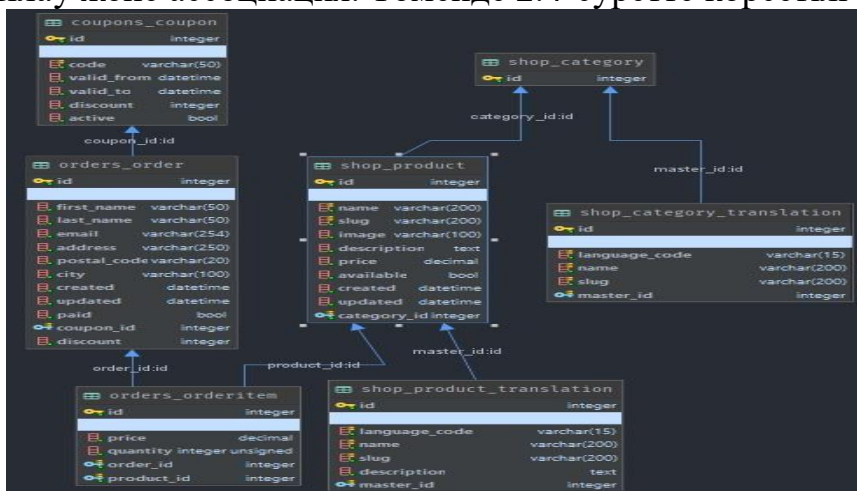 coupons_coupon
id integer
code varchar(50)
valid_from datetime
valid_to datetime
discount integer
active bool
coupon_id:id
orders_order
id integer
first_name varchar(50)
last_name varchar(50)
email varchar(254)
address varchar(250)
postal_code varchar(20)
city varchar(100)
created datetime
updated datetime
paid bool
coupon_id integer
discount integer
order_id:id
orders_orderitem
id integer
price decimal
quantity integer unsigned
order_id integer
product_id integer
shop_category
id integer
category_id:id
shop_product
id integer
name varchar(200)
slug varchar(200)
image varchar(100)
description text
price decimal
available bool
created datetime
updated datetime
category_id integer
product_id:id
master_id:id
shop_product_translation
id integer
language_code varchar(15)
name varchar(200)
slug varchar(200)
description text
master_id integer
master_id:id
shop_category_translation
id integer
language_code varchar(15)
name varchar(200)
slug varchar(200)
master_id integer